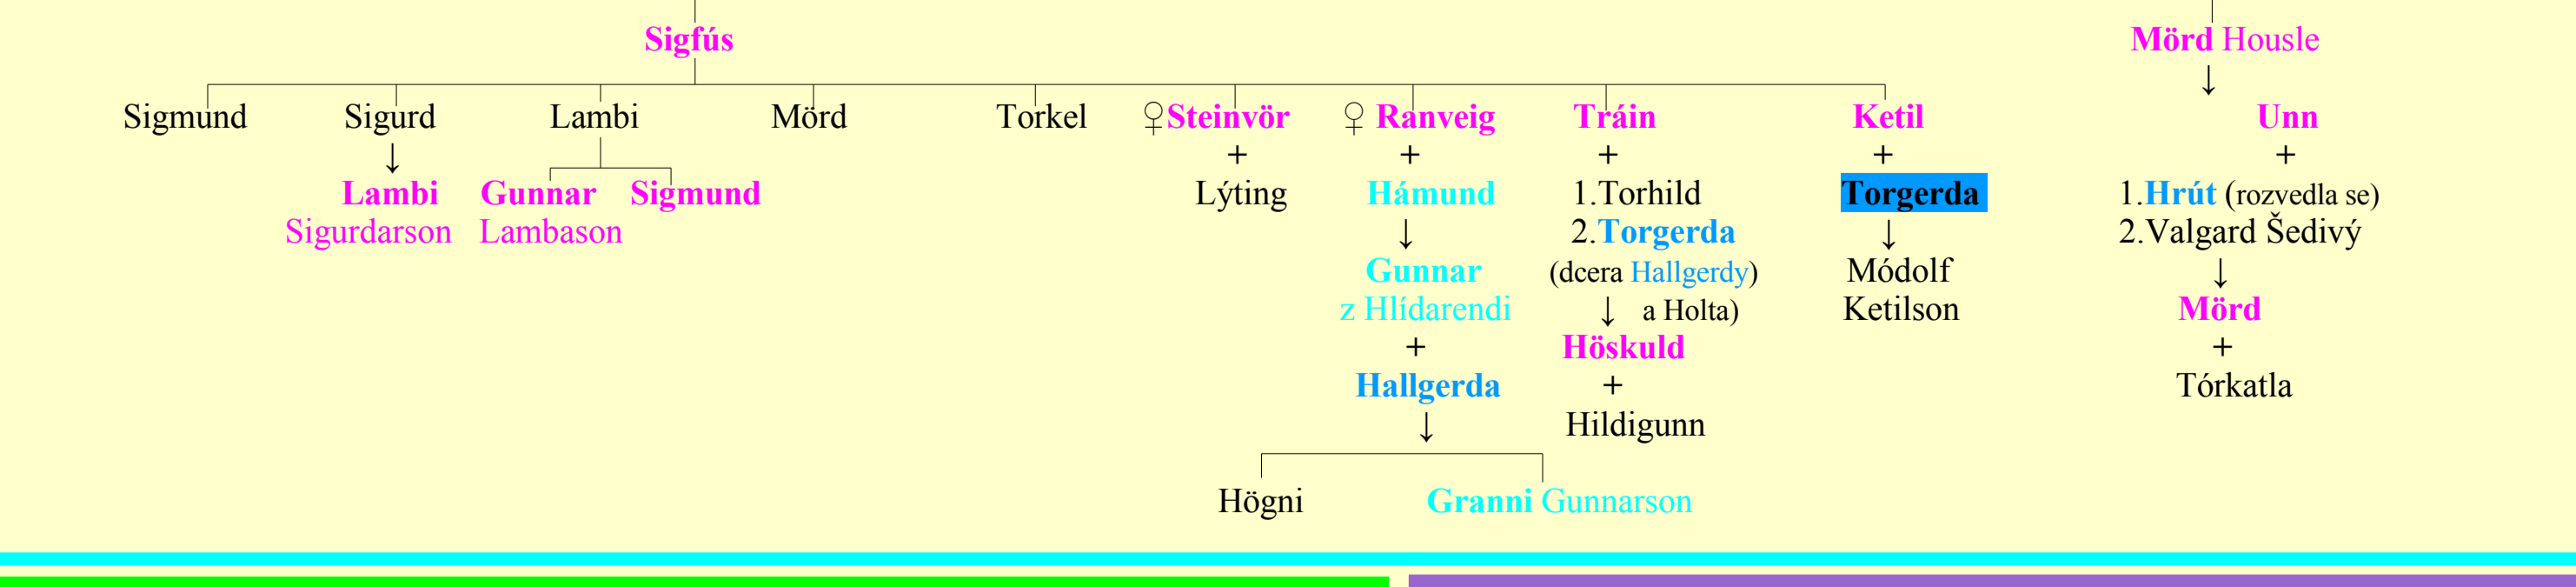 Sigfús
Mörd Housle
↓
Sigmund Sigurd Lambi Mörd Torkel ♀Steinvör ♀ Ranveig Tráin Ketil Unn
↓ + + + + +
Lambi Gunnar Sigmund Lýting Hámund 1.Torhild Torgerda 1.Hrút (rozvedla se)
Sigurdarson Lambason ↓ 2.Torgerda ↓ 2.Valgard Šedivý
Gunnar (dcera Hallgerdy) Módolf ↓
z Hlídarendi ↓ a Holta) Ketilson Mörd
+ Höskuld +
Hallgerda + Tórkatla
↓ Hildigunn
Högni Granni Gunnarson